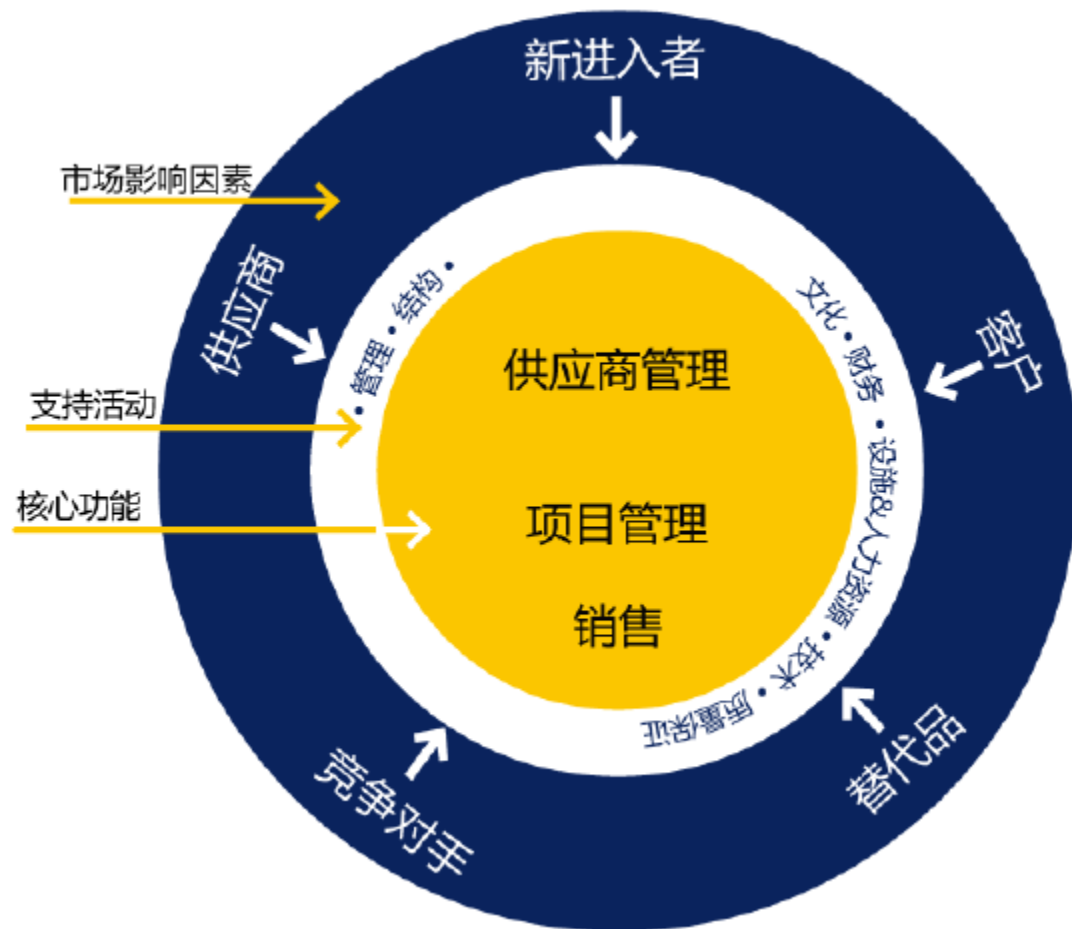 新进入者
市场影响因素
供应商
客户
• 管理 • 结构 •
文化 • 财务 • 设施&人力资源 • 技术 • 质量保证
支持活动
核心功能
供应商管理
项目管理
销售
竞争对手
替代品